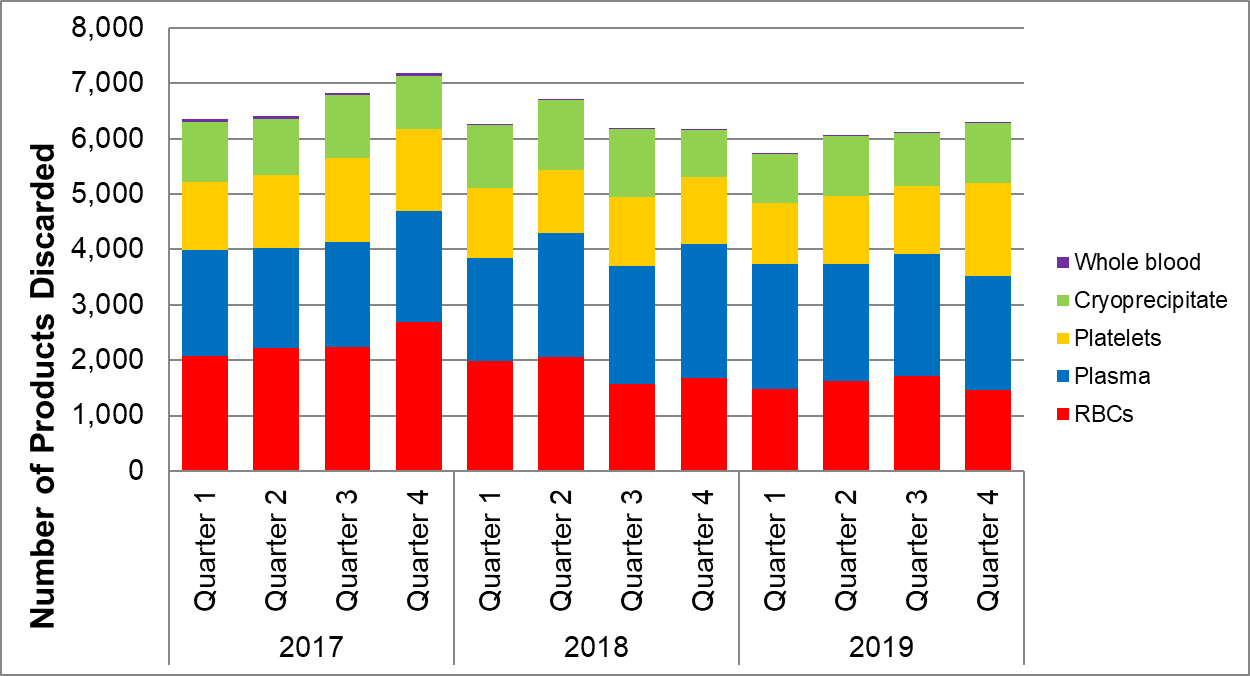 Number of Products Discarded
8,000
7,000
6,000
5,000
4,000
3,000
2,000
1,000
0
Quarter 1
Quarter 2
Quarter 3
Quarter 4
Quarter 1
Quarter 2
Quarter 3
Quarter 4
Quarter 1
Quarter 2
Quarter 3
Quarter 4
2017
2018
2019
Whole blood
Cryoprecipitate
Platelets
Plasma
RBCs